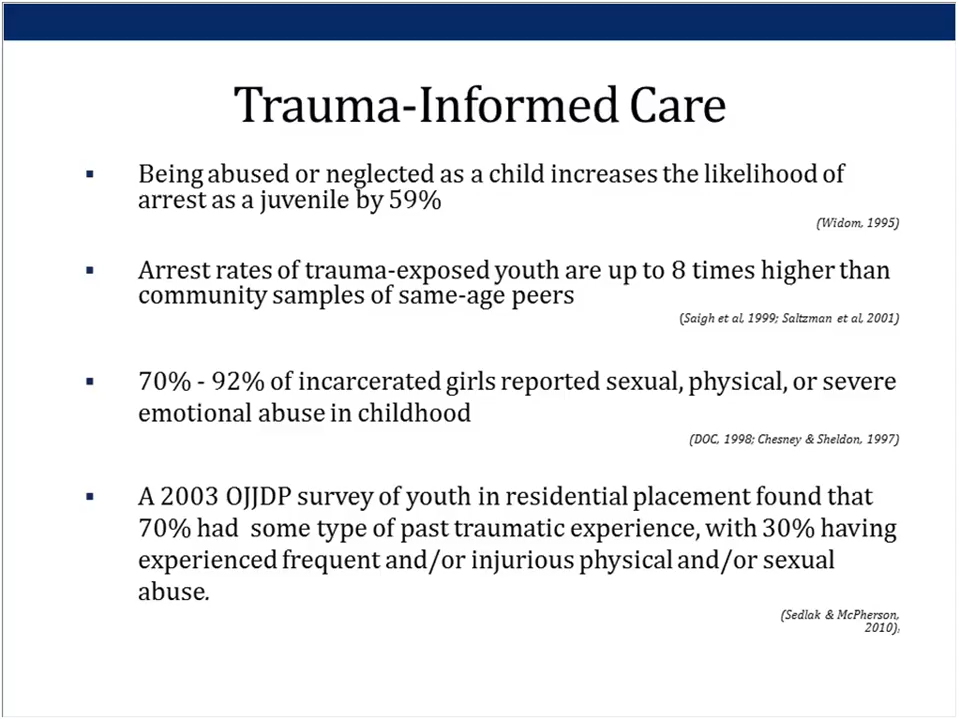 Trauma-Informed Care
▪ Being abused or neglected as a child increases the likelihood of
arrest as a juvenile by 59%
(Widom, 1995)
▪ Arrest rates of trauma-exposed youth are up to 8 times higher than
community samples of same-age peers
(Saigh et al, 1999; Saltzman et al, 2001)
▪ 70% - 92% of incarcerated girls reported sexual, physical, or severe
emotional abuse in childhood
(DOC, 1998; Chesney & Sheldon, 1997)
▪ A 2003 OJJDP survey of youth in residential placement found that
70% had  some type of past traumatic experience, with 30% having
experienced frequent and/or injurious physical and/or sexual
abuse.
(Sedlak & McPherson,
2010);